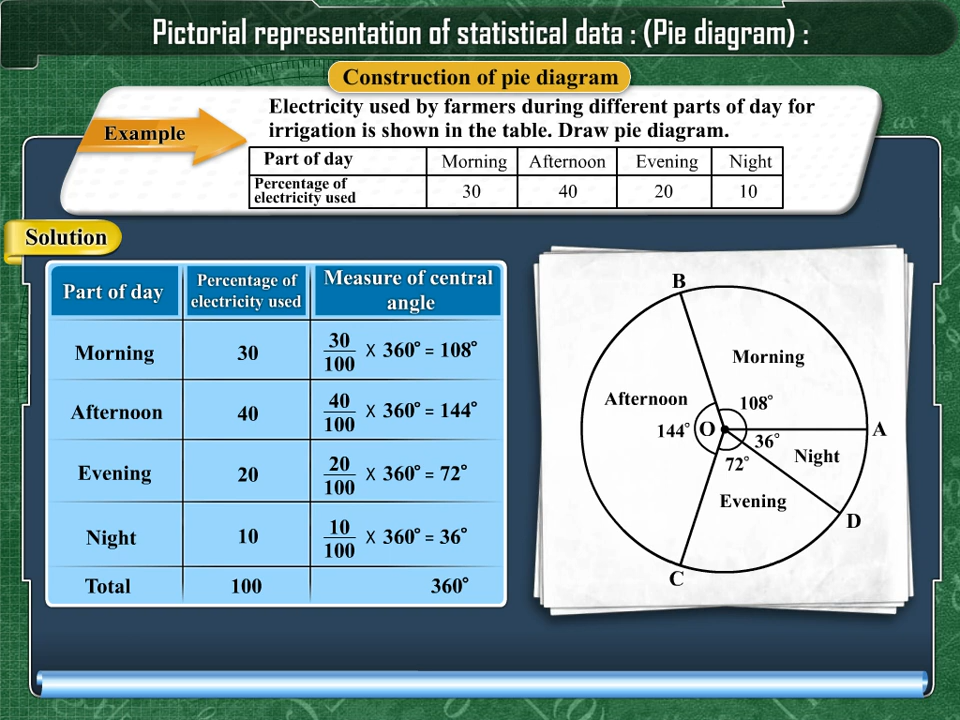 Pictorial representation of statistical data : (Pie diagram) :
Construction of pie diagram
Example
Electricity used by farmers during different parts of day for
irrigation is shown in the table. Draw pie diagram.
Part of day Morning Afternoon Evening Night
Percentage of
electricity used 30 40 20 10
Solution
Part of day Percentage of electricity used Measure of central angle
Morning 30 30/100 X 360° = 108°
Afternoon 40 40/100 X 360° = 144°
Evening 20 20/100 X 360° = 72°
Night 10 10/100 X 360° = 36°
Total 100 360°
B
Morning
Afternoon
108°
144° O A
36°
Night
72°
Evening
D
C